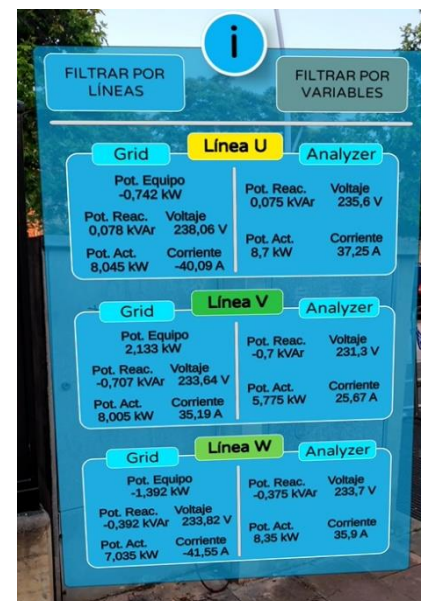 i
FILTRAR POR
LÍNEAS
FILTRAR POR
VARIABLES
Línea U
Grid
Analyzer
Pot. Equipo
-0,742 kW
Pot. Reac. Voltaje
0,078 kVAr 238,06 V
Pot. Act. Corriente
8,045 kW -40,09 A
Pot. Reac. Voltaje
0,075 kVAr 235,6 V
Pot. Act. Corriente
8,7 kW 37,25 A
Línea V
Grid
Analyzer
Pot. Equipo
2,133 kW
Pot. Reac. Voltaje
-0,707 kVAr 233,64 V
Pot. Act. Corriente
8,005 kW 35,19 A
Pot. Reac. Voltaje
-0,7 kVAr 231,3 V
Pot. Act. Corriente
5,775 kW 25,67 A
Línea W
Grid
Analyzer
Pot. Equipo
-1,392 kW
Pot. Reac. Voltaje
-0,392 kVAr 233,82 V
Pot. Act. Corriente
7,035 kW -41,55 A
Pot. Reac. Voltaje
-0,375 kVAr 233,7 V
Pot. Act. Corriente
8,35 kW 35,9 A